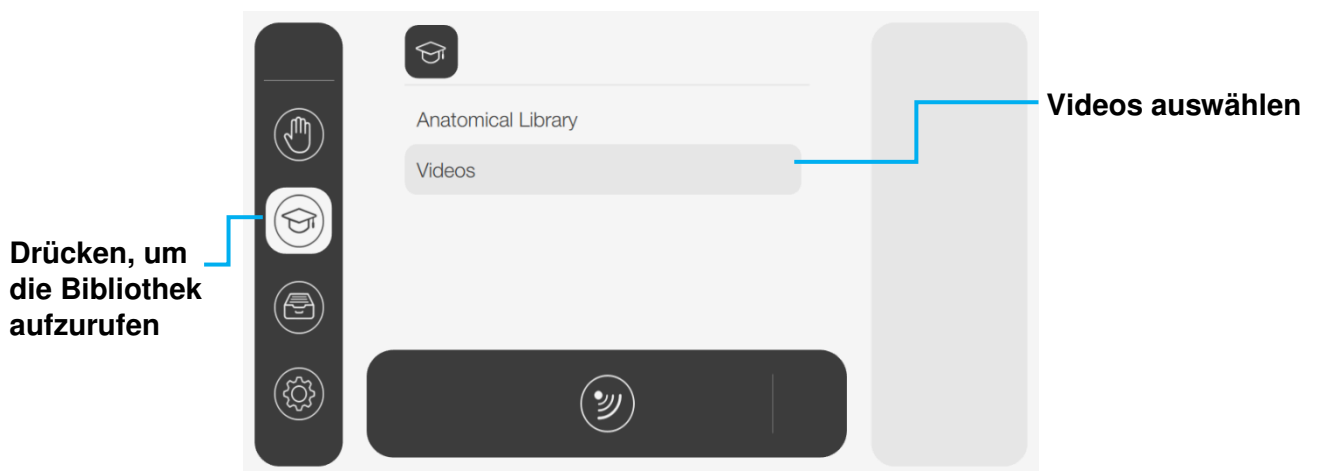 Anatomical Library
Videos
Videos auswählen
Drücken, um
die Bibliothek
aufzurufen